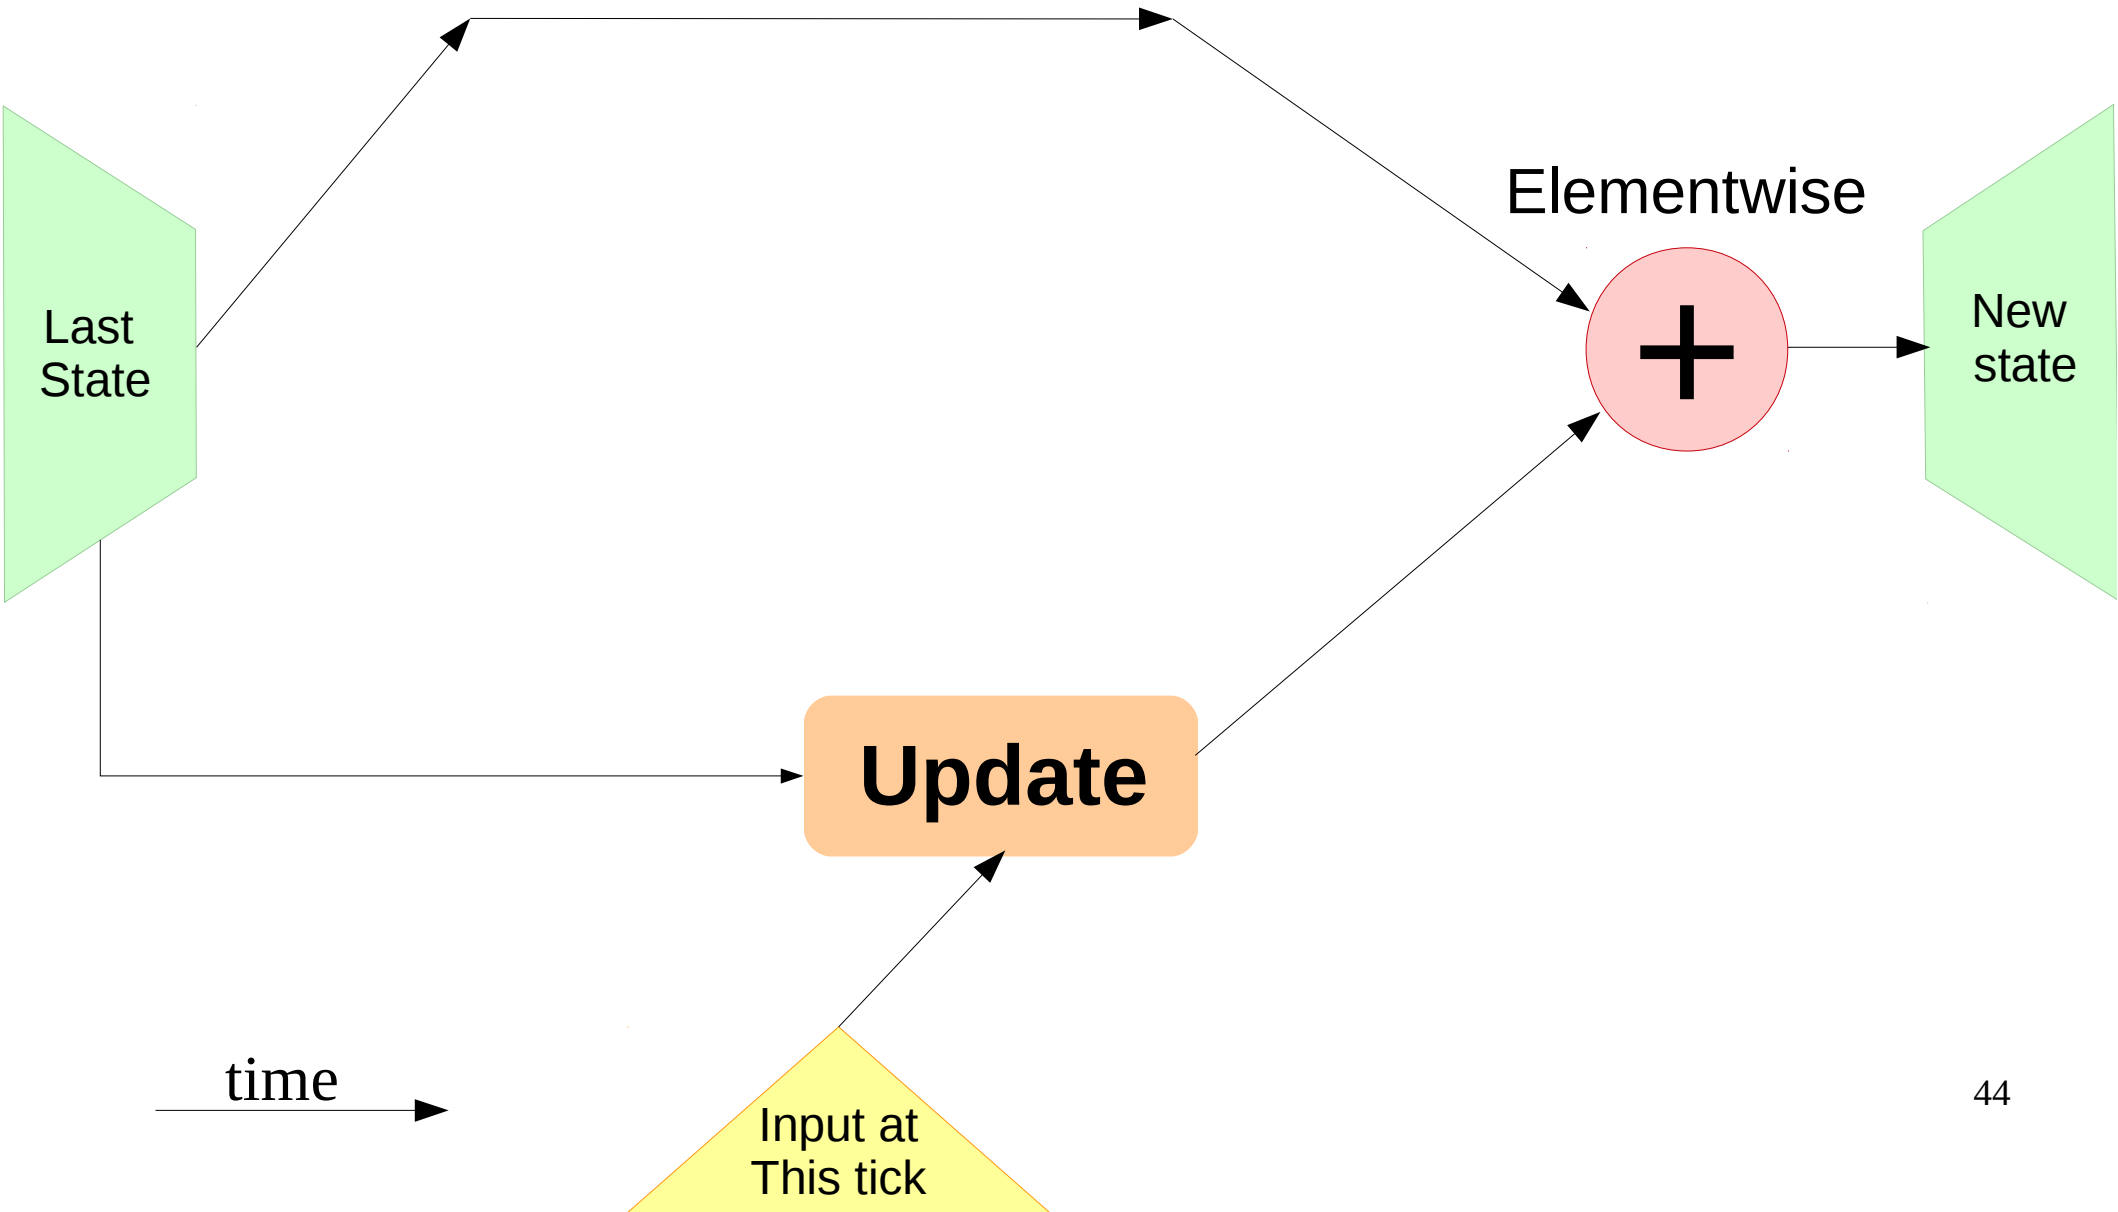 Elementwise
Last
State
+
New
state
Update
time
Input at
This tick
44